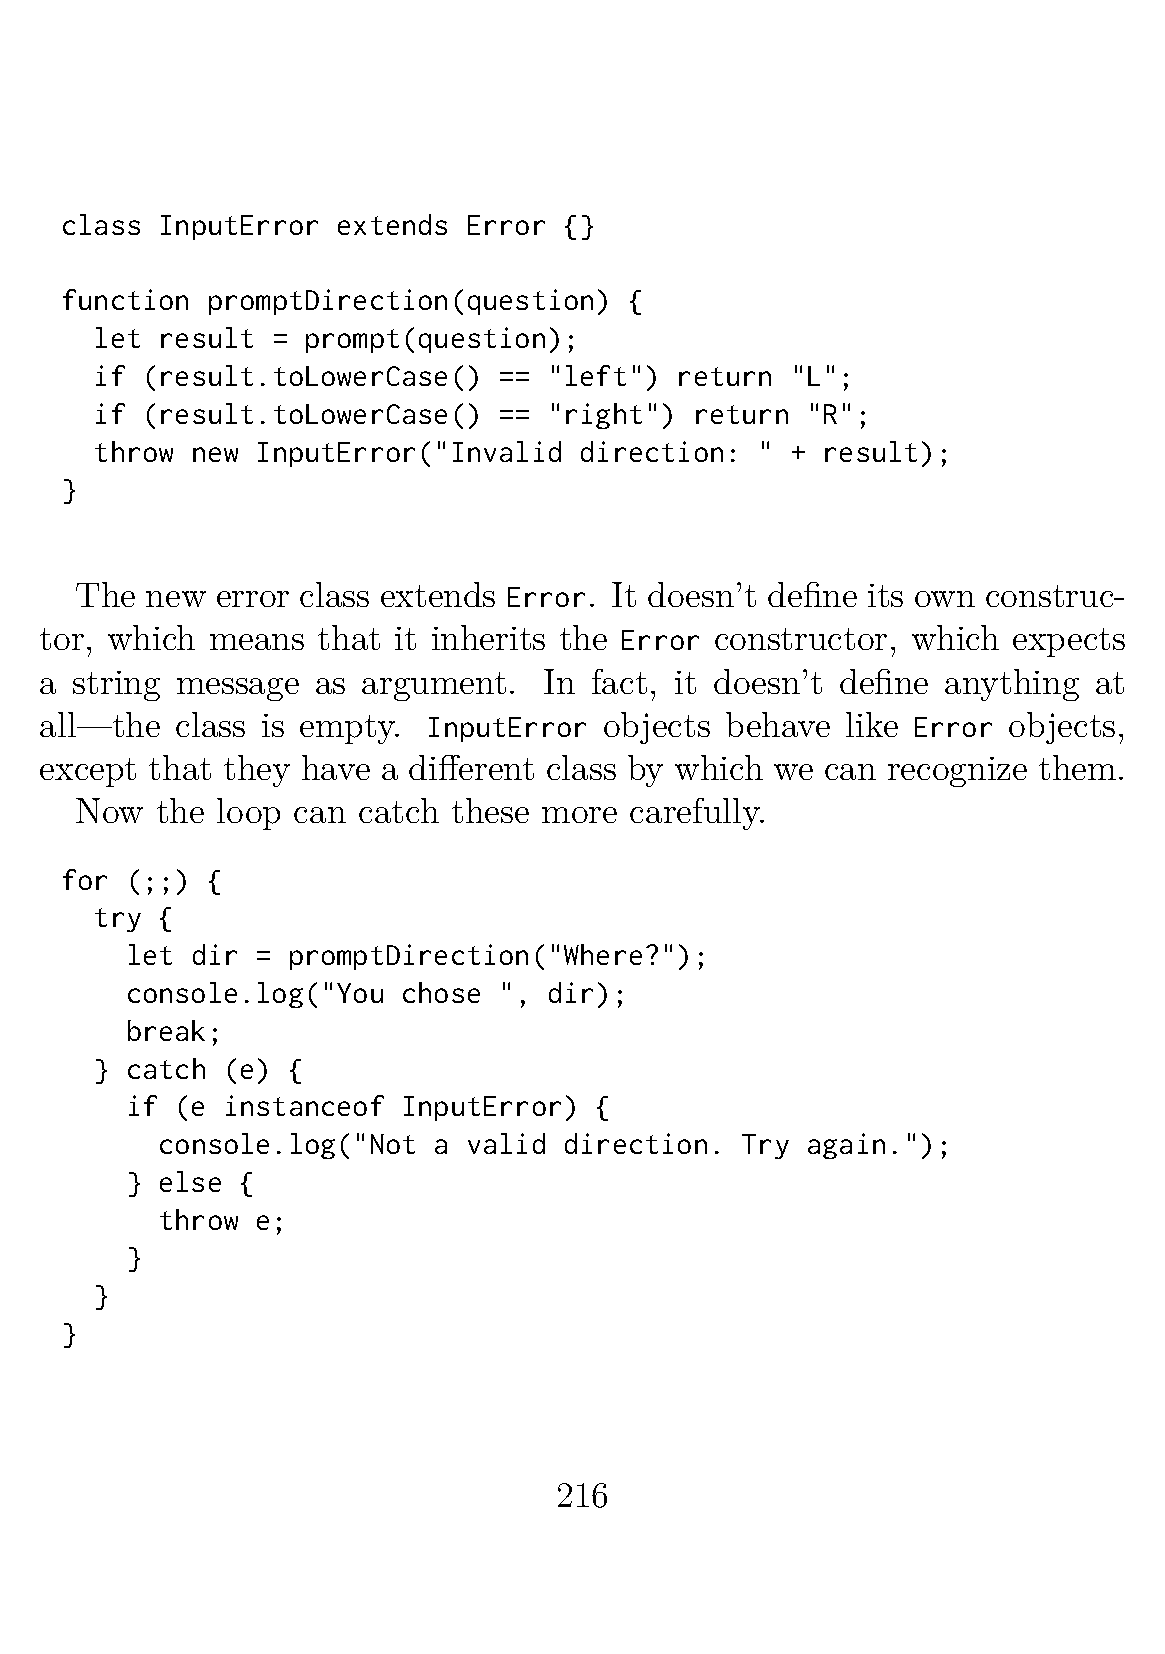 class InputError extends Error {}

function promptDirection(question) {
  let result = prompt(question);
  if (result.toLowerCase() == "left") return "L";
  if (result.toLowerCase() == "right") return "R";
  throw new InputError("Invalid direction: " + result);
}

The new error class extends Error. It doesn't define its own construc-
tor, which means that it inherits the Error constructor, which expects
a string message as argument. In fact, it doesn't define anything at
all—the class is empty. InputError objects behave like Error objects,
except that they have a different class by which we can recognize them.
Now the loop can catch these more carefully.

for (;;) {
  try {
    let dir = promptDirection("Where?");
    console.log("You chose ", dir);
    break;
  } catch (e) {
    if (e instanceof InputError) {
      console.log("Not a valid direction. Try again.");
    } else {
      throw e;
    }
  }
}

216